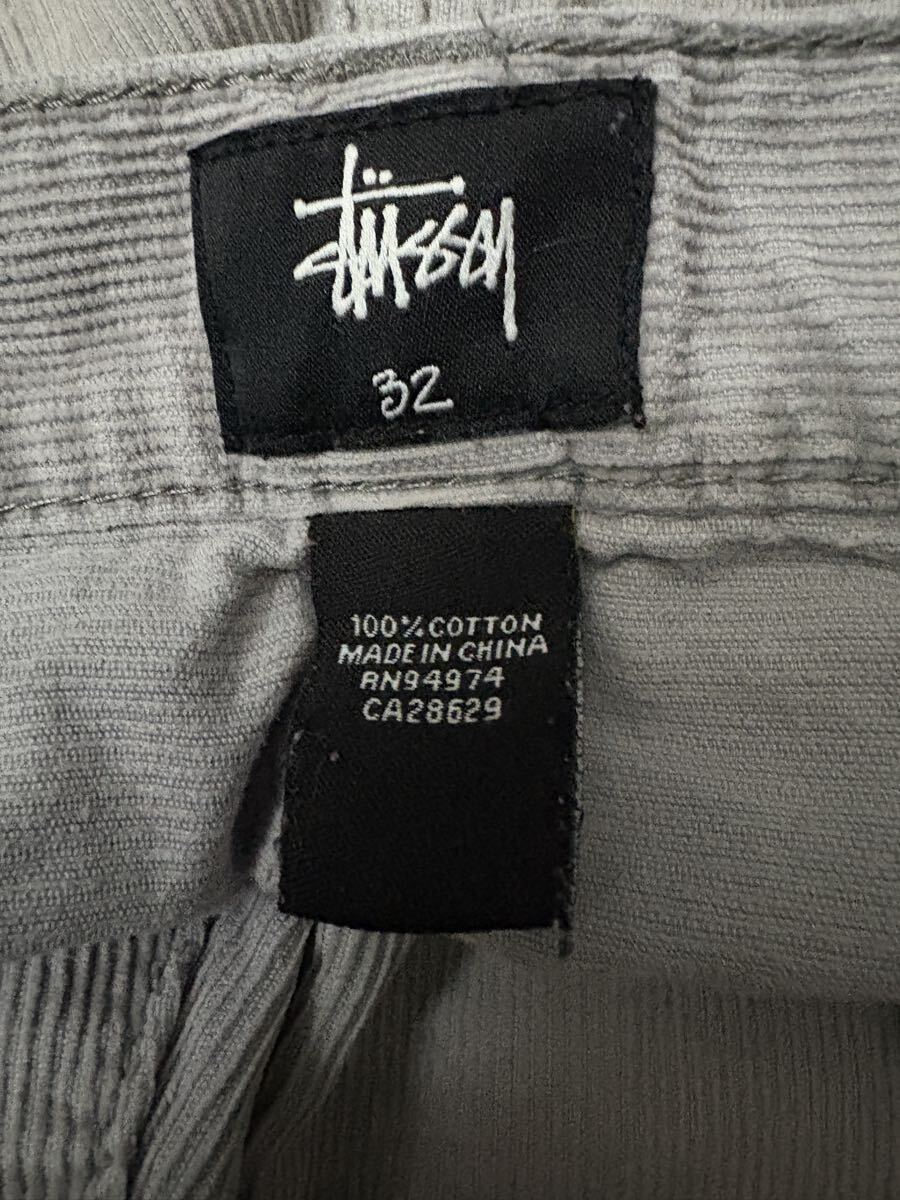 Stüssy
32
100% COTTON
MADE IN CHINA
RN94974
CA28629